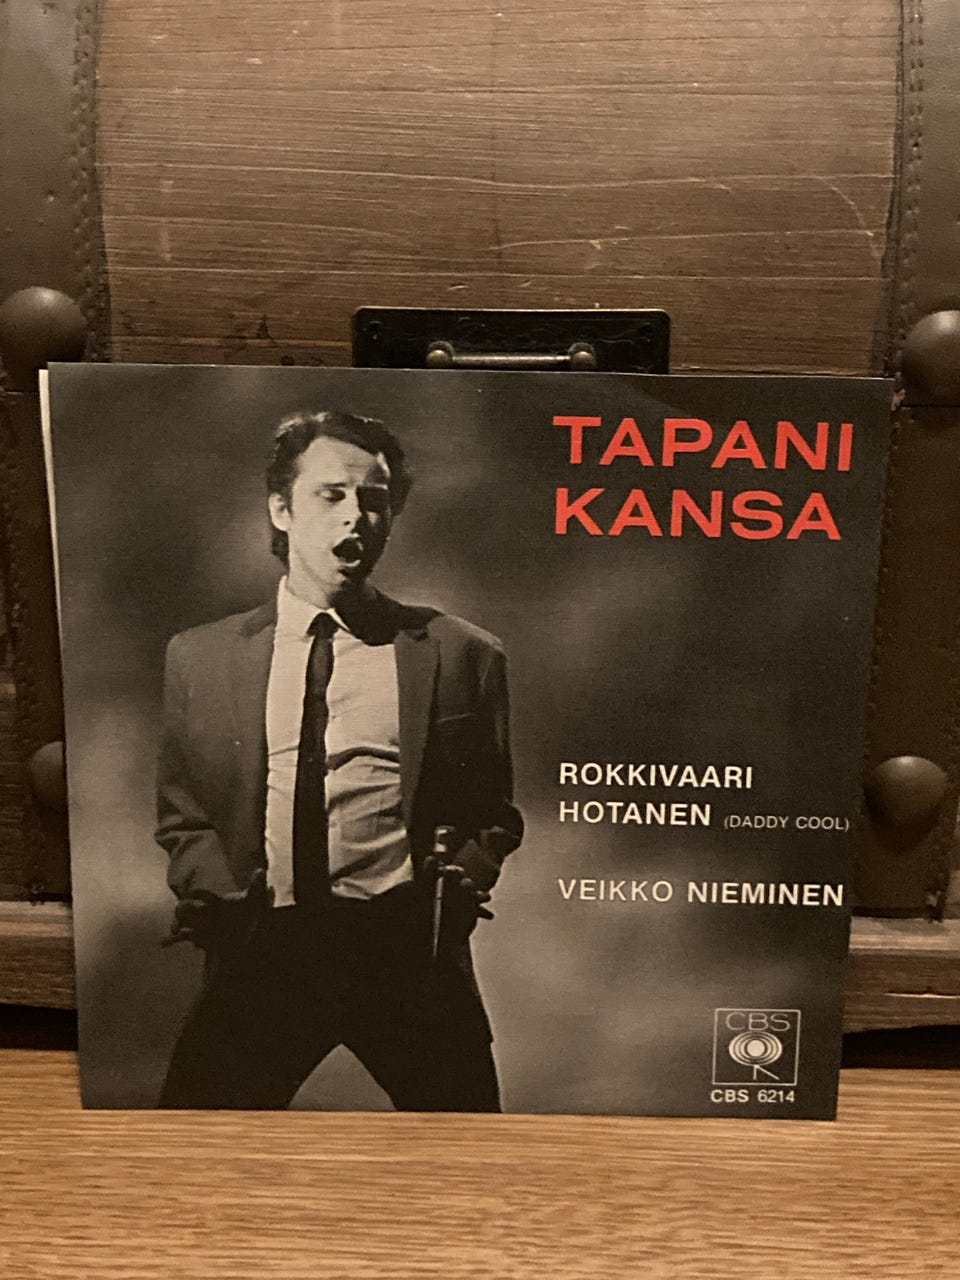 TAPANI
KANSA
ROKKIVAARI
HOTANEN (DADDY COOL)
VEIKKO NIEMINEN
CBS
CBS 6214